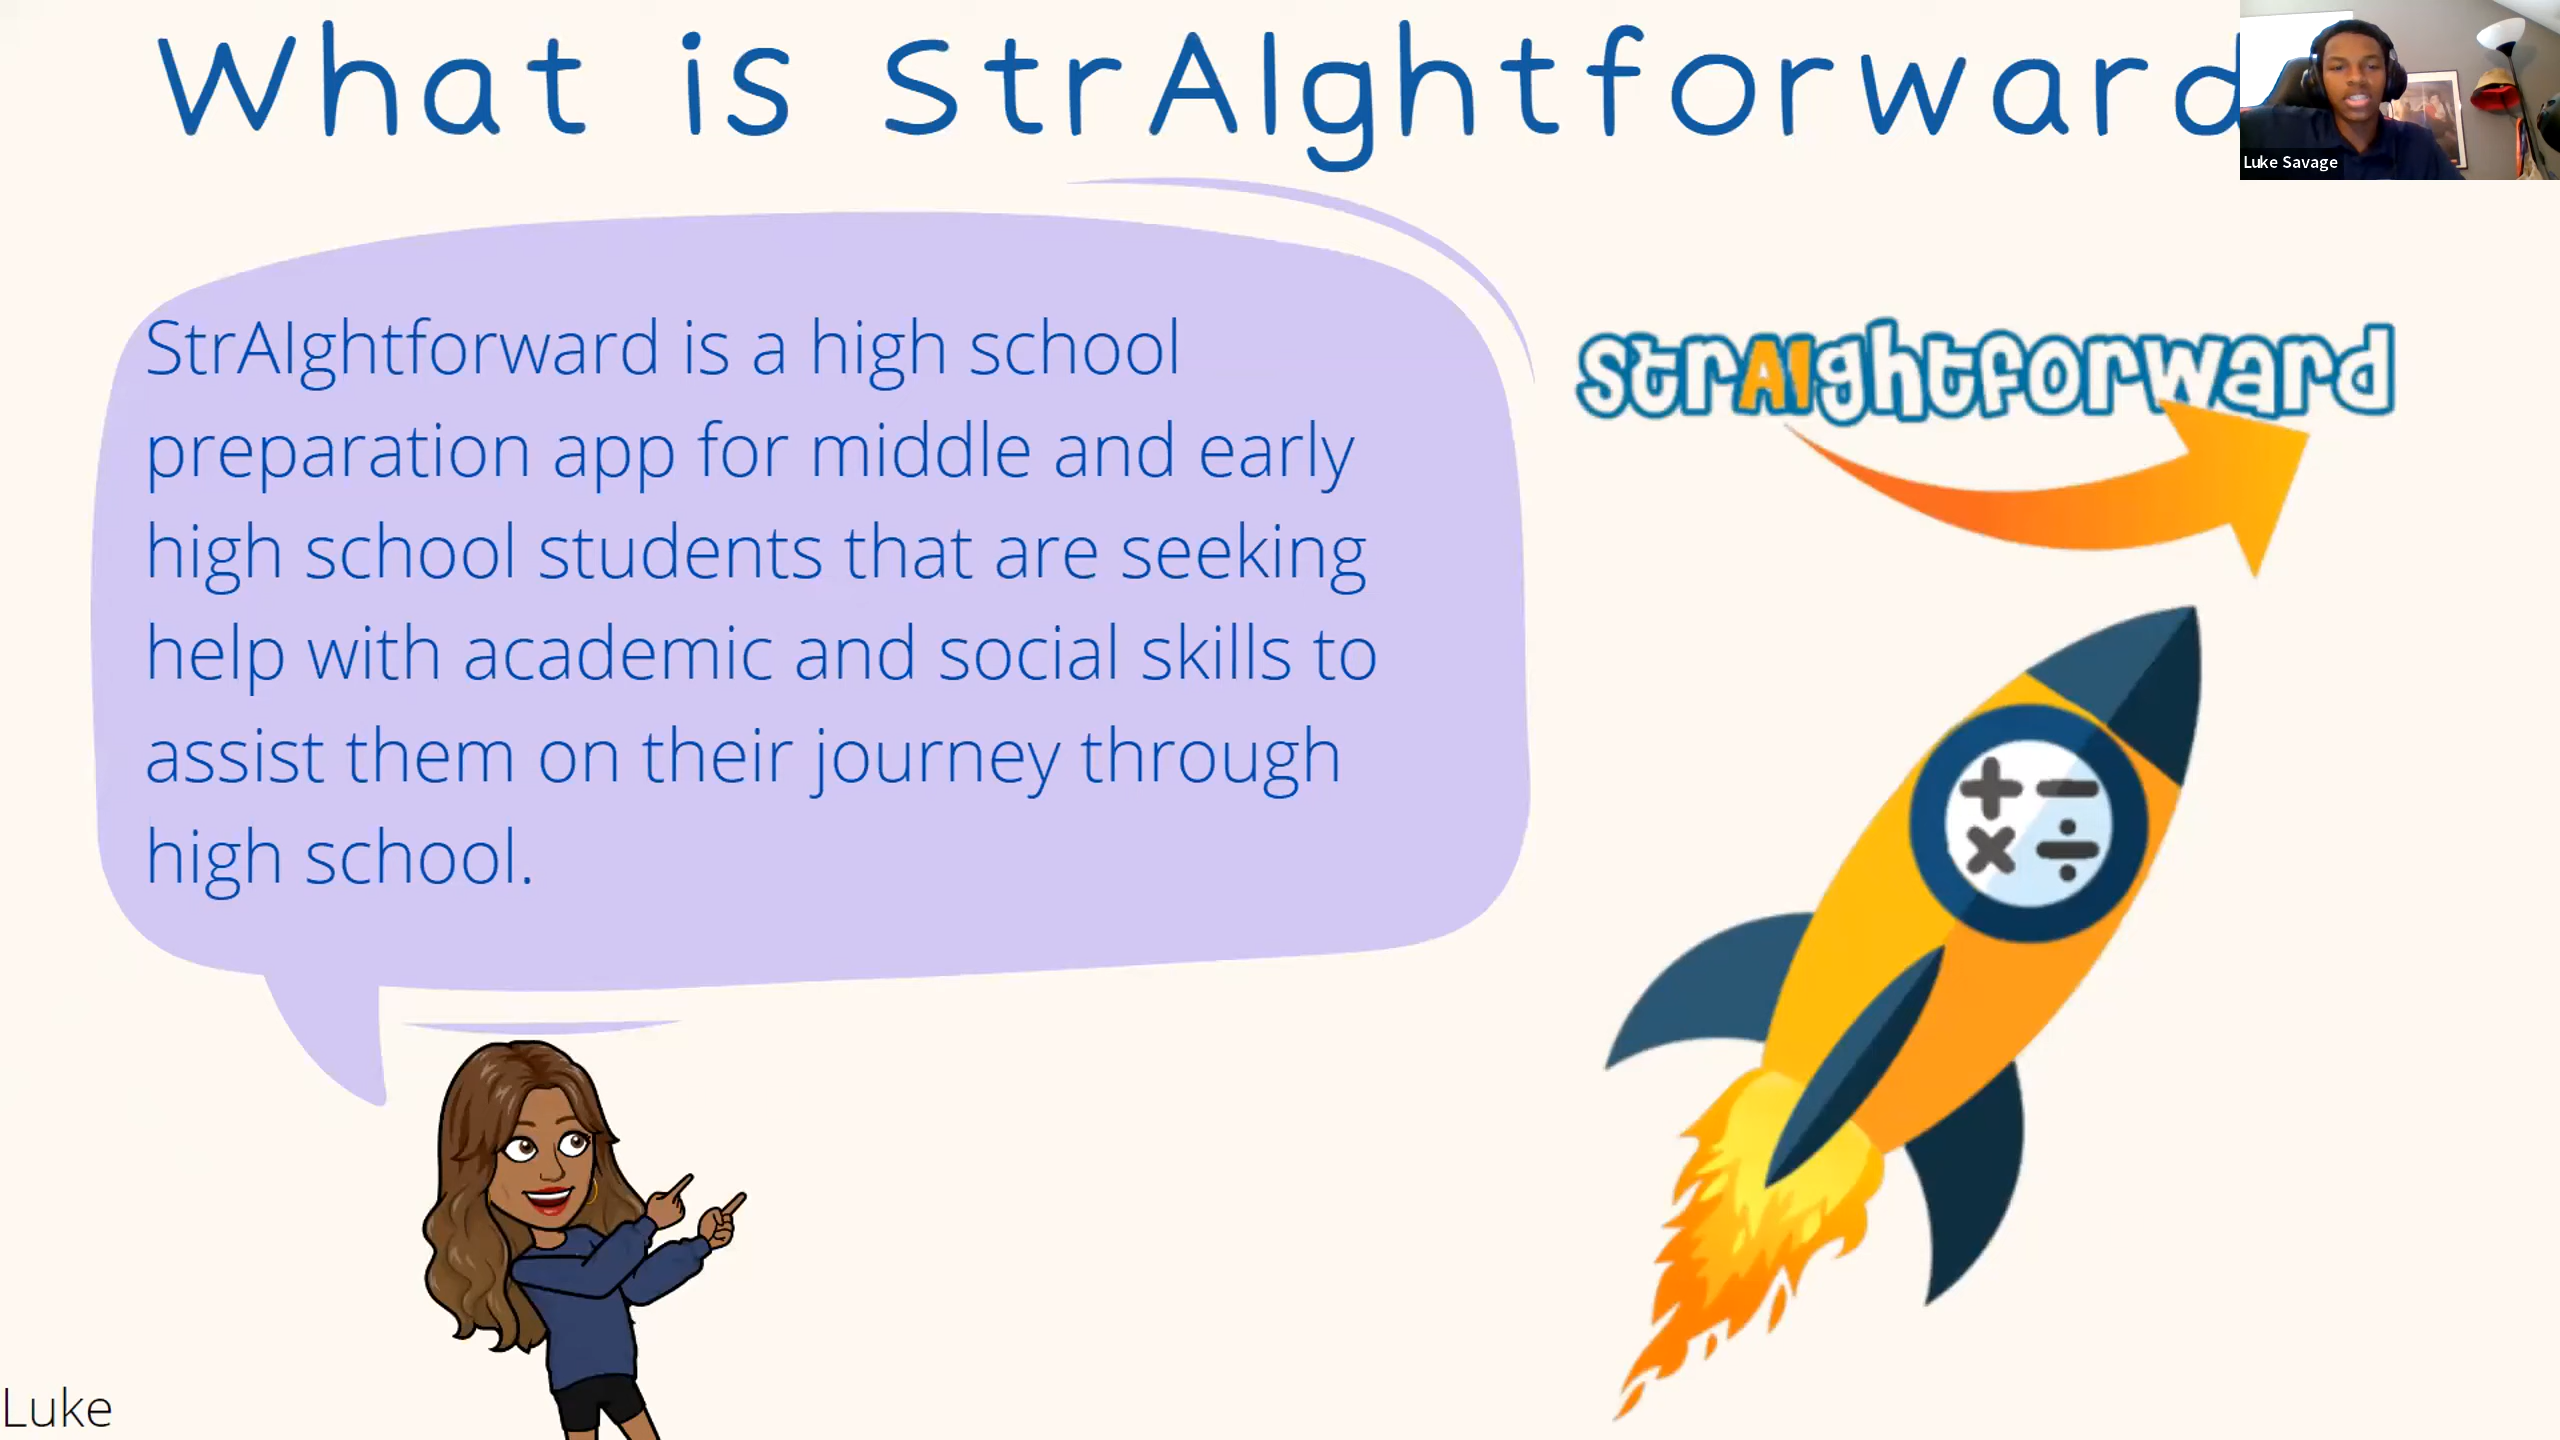 What is StrAIghtforward
Luke Savage
StrAIghtforward is a high school
preparation app for middle and early
high school students that are seeking
help with academic and social skills to
assist them on their journey through
high school.
strAIghtforward
+ −
× ÷
Luke